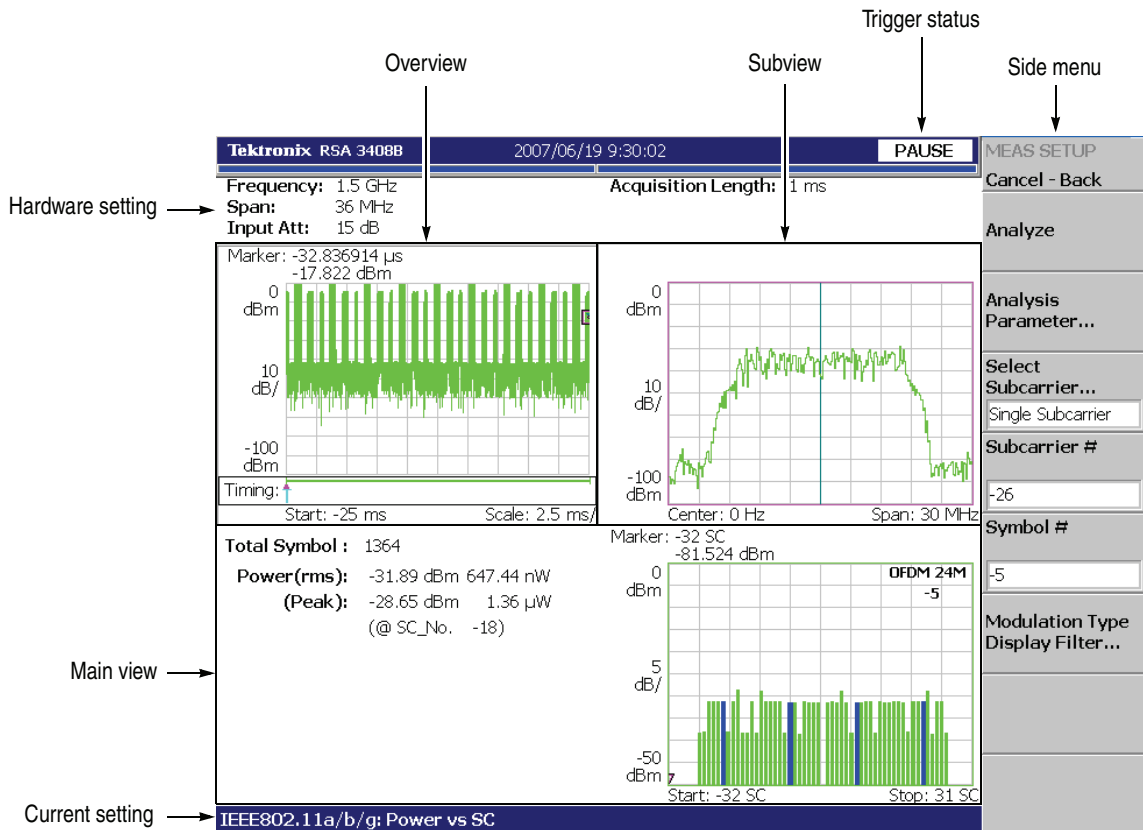 Trigger status
Overview
Subview
Side menu
Tektronix RSA 3408B 2007/06/19 9:30:02 PAUSE
MEAS SETUP
Cancel - Back
Hardware setting
Frequency: 1.5 GHz Acquisition Length: 1 ms
Span: 36 MHz
Input Att: 15 dB
Analyze
Analysis
Parameter...
Select
Subcarrier...
Single Subcarrier
Subcarrier #
-26
Symbol #
-5
Modulation Type
Display Filter...
Marker: -32.836914 µs
-17.822 dBm
0
dBm
10
dB/
-100
dBm
Timing:
Start: -25 ms Scale: 2.5 ms/
0
dBm
10
dB/
-100
dBm
Center: 0 Hz Span: 30 MHz
Main view
Total Symbol : 1364
Power(rms): -31.89 dBm 647.44 nW
(Peak): -28.65 dBm 1.36 µW
(@ SC_No. -18)
Marker: -32 SC
-81.524 dBm
0
dBm
OFDM 24M
-5
5
dB/
-50
dBm
7
Start: -32 SC Stop: 31 SC
Current setting
IEEE802.11a/b/g: Power vs SC